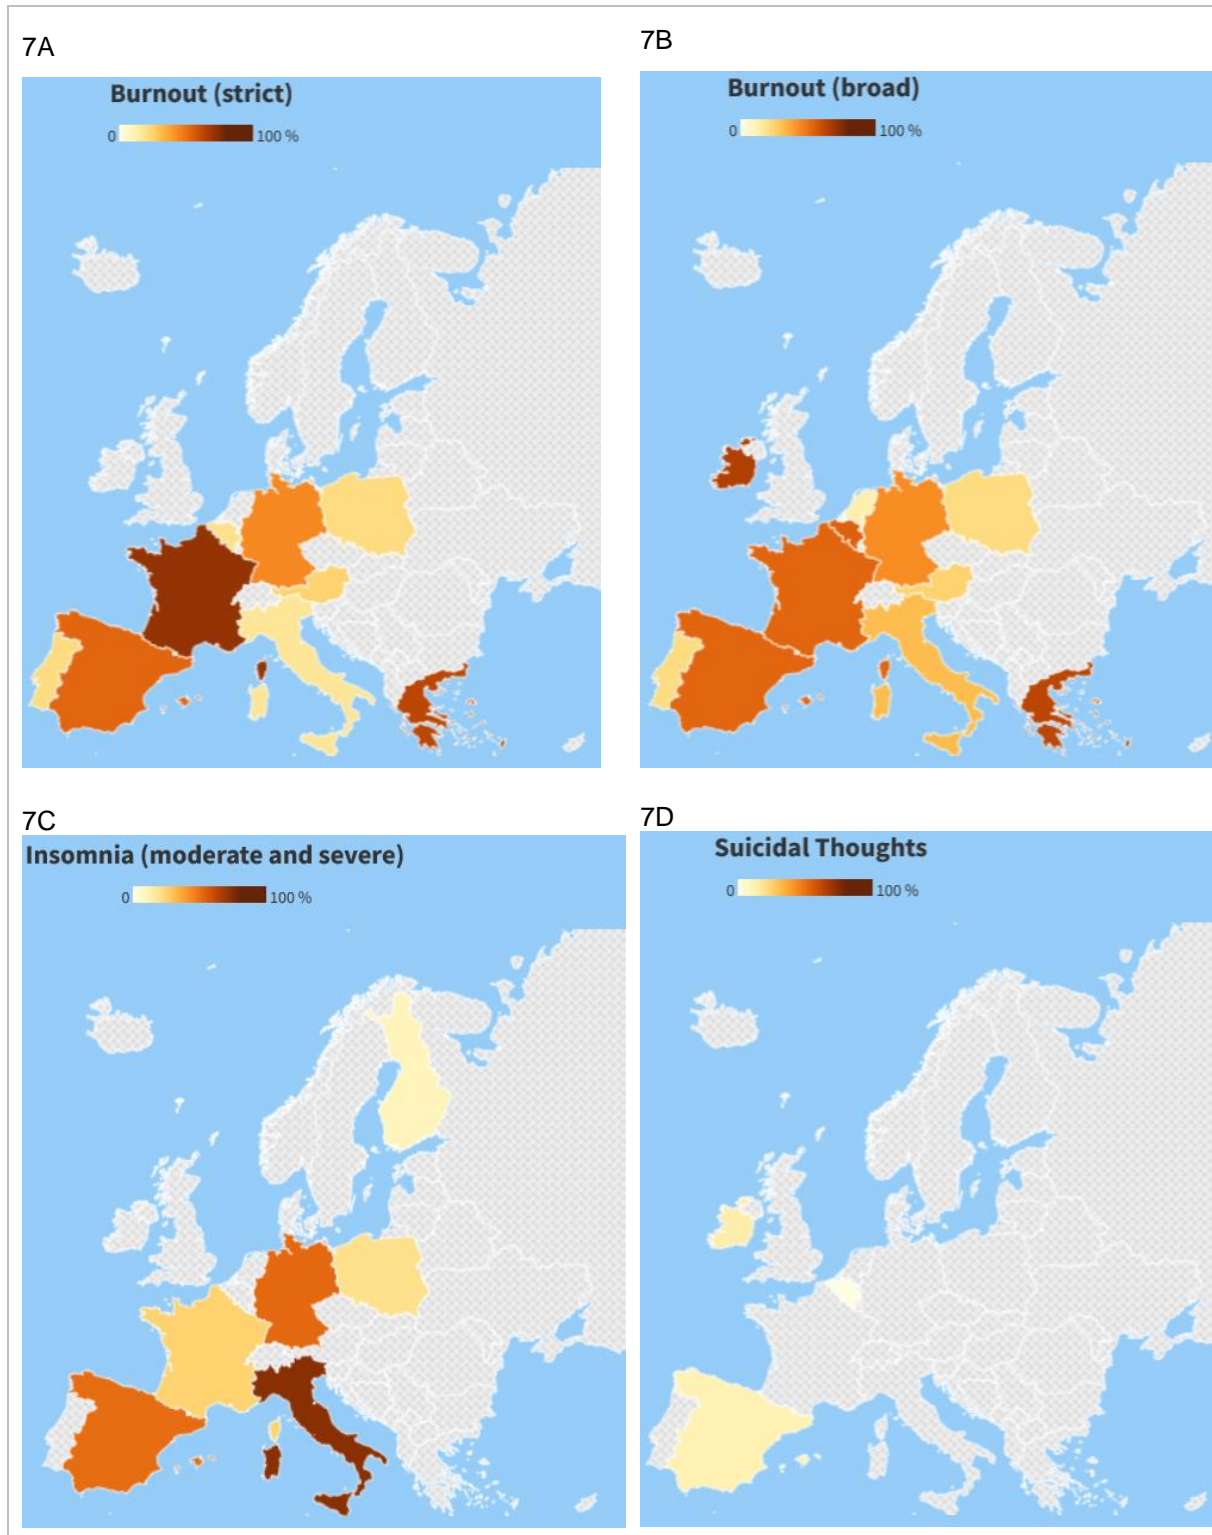 7A
Burnout (strict)
0 100 %
7B
Burnout (broad)
0 100 %
7C
Insomnia (moderate and severe)
0 100 %
7D
Suicidal Thoughts
0 100 %